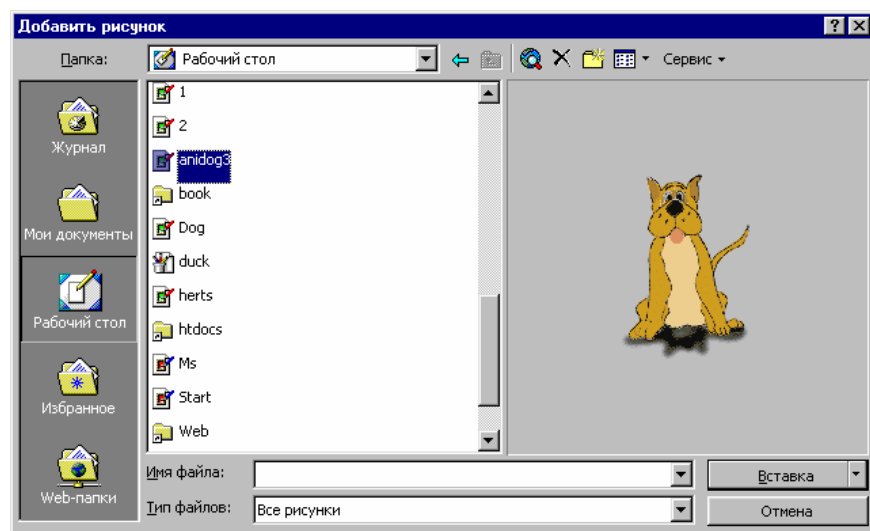 Добавить рисунок
Папка:
Рабочий стол
Сервис
Журнал
Мои документы
Рабочий стол
Избранное
Web-папки
1
2
anidog3
book
Dog
duck
herts
htdocs
Ms
Start
Web
Имя файла:
Вставка
Тип файлов:
Все рисунки
Отмена